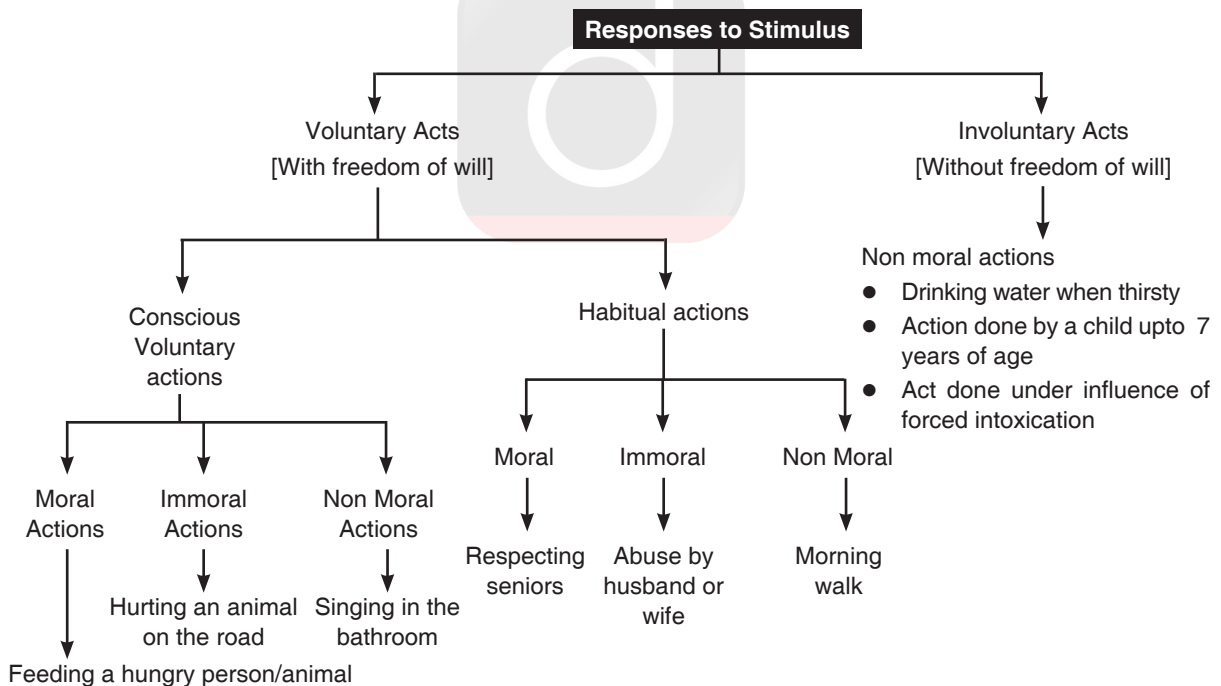 Responses to Stimulus
Voluntary Acts
[With freedom of will]
Involuntary Acts
[Without freedom of will]
Non moral actions
● Drinking water when thirsty
● Action done by a child upto 7
years of age
● Act done under influence of
forced intoxication
Conscious
Voluntary
actions
Habitual actions
Moral
Actions
Immoral
Actions
Non Moral
Actions
Moral
Immoral
Non Moral
Respecting
seniors
Abuse by
husband or
wife
Morning
walk
Hurting an animal
on the road
Singing in the
bathroom
Feeding a hungry person/animal